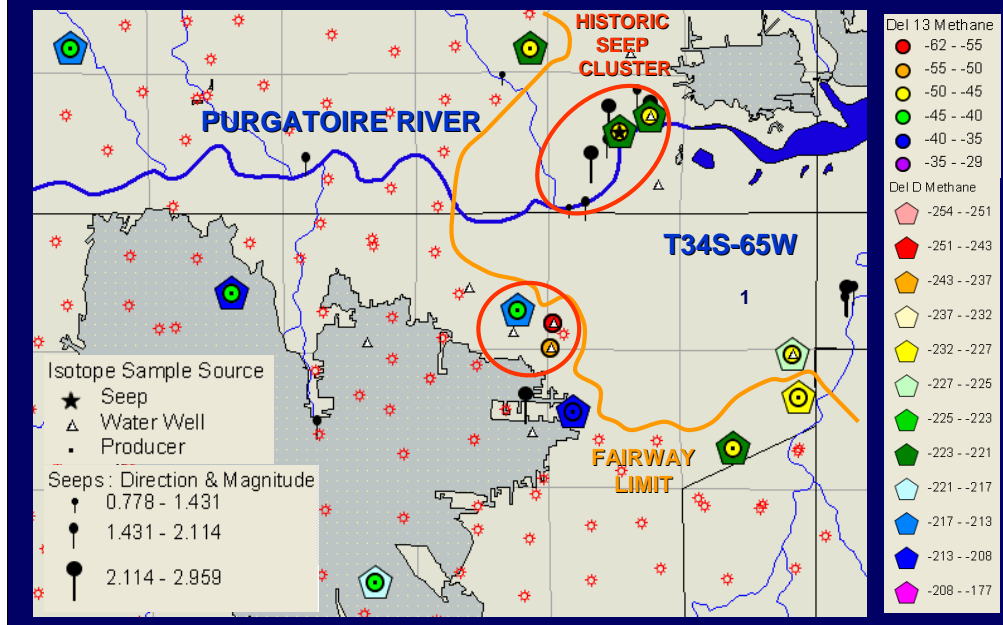 HISTORIC
SEEP
CLUSTER
PURGATOIRE RIVER
T34S-65W
1
FAIRWAY
LIMIT
Isotope Sample Source
Seep
Water Well
Producer
Seeps : Direction & Magnitude
0.778 - 1.431
1.431 - 2.114
2.114 - 2.959
Del 13 Methane
-62 - -55
-55 - -50
-50 - -45
-45 - -40
-40 - -35
-35 - -29
Del D Methane
-254 - -251
-251 - -243
-243 - -237
-237 - -232
-232 - -227
-227 - -225
-225 - -223
-223 - -221
-221 - -217
-217 - -213
-213 - -208
-208 - -177